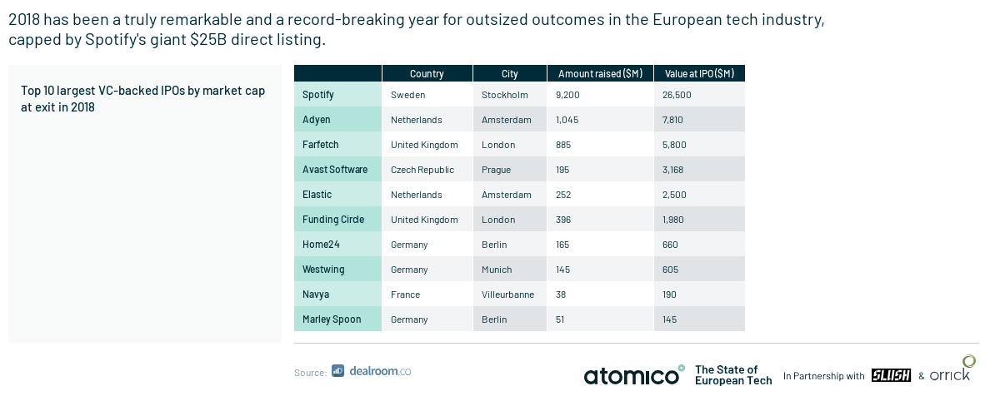 2018 has been a truly remarkable and a record-breaking year for outsized outcomes in the European tech industry,
capped by Spotify's giant $25B direct listing.
Top 10 largest VC-backed IPOs by market cap
at exit in 2018
Country City Amount raised ($M) Value at IPO ($M)
Spotify Sweden Stockholm 9,200 26,500
Adyen Netherlands Amsterdam 1,045 7,810
Farfetch United Kingdom London 885 5,800
Avast Software Czech Republic Prague 195 3,168
Elastic Netherlands Amsterdam 252 2,500
Funding Circle United Kingdom London 396 1,980
Home24 Germany Berlin 165 660
Westwing Germany Munich 145 605
Navya France Villeurbanne 38 190
Marley Spoon Germany Berlin 51 145
Source: dealroom.co
atomico The State of
European Tech
In Partnership with SLUSH & orrick